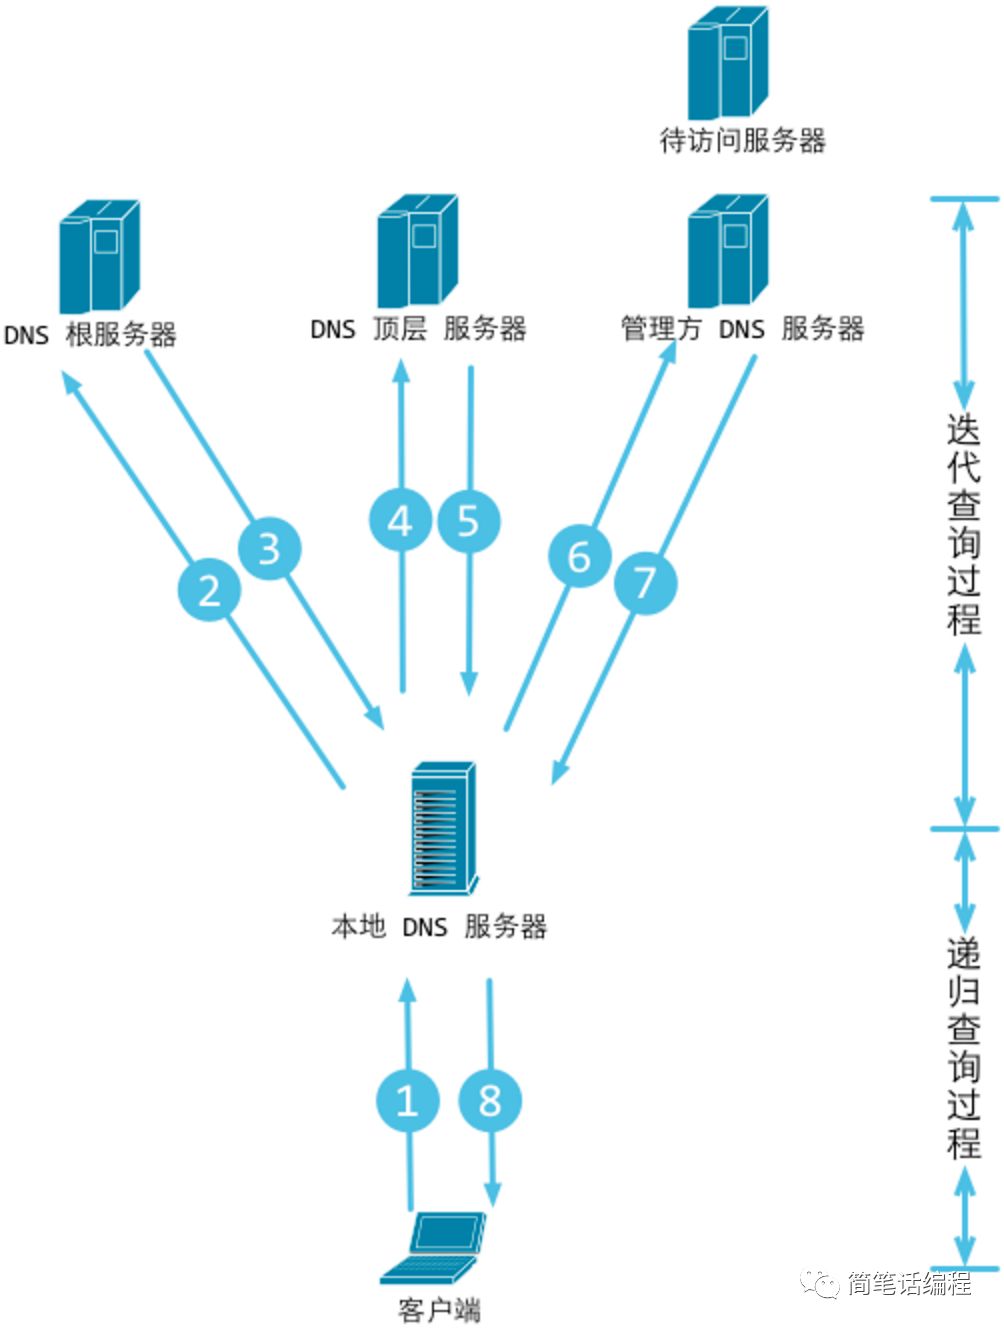 待访问服务器
DNS 根服务器
DNS 顶层 服务器
管理方 DNS 服务器
迭代查询过程
3
4
5
6
2
7
本地 DNS 服务器
递归查询过程
1
8
客户端
简笔话编程